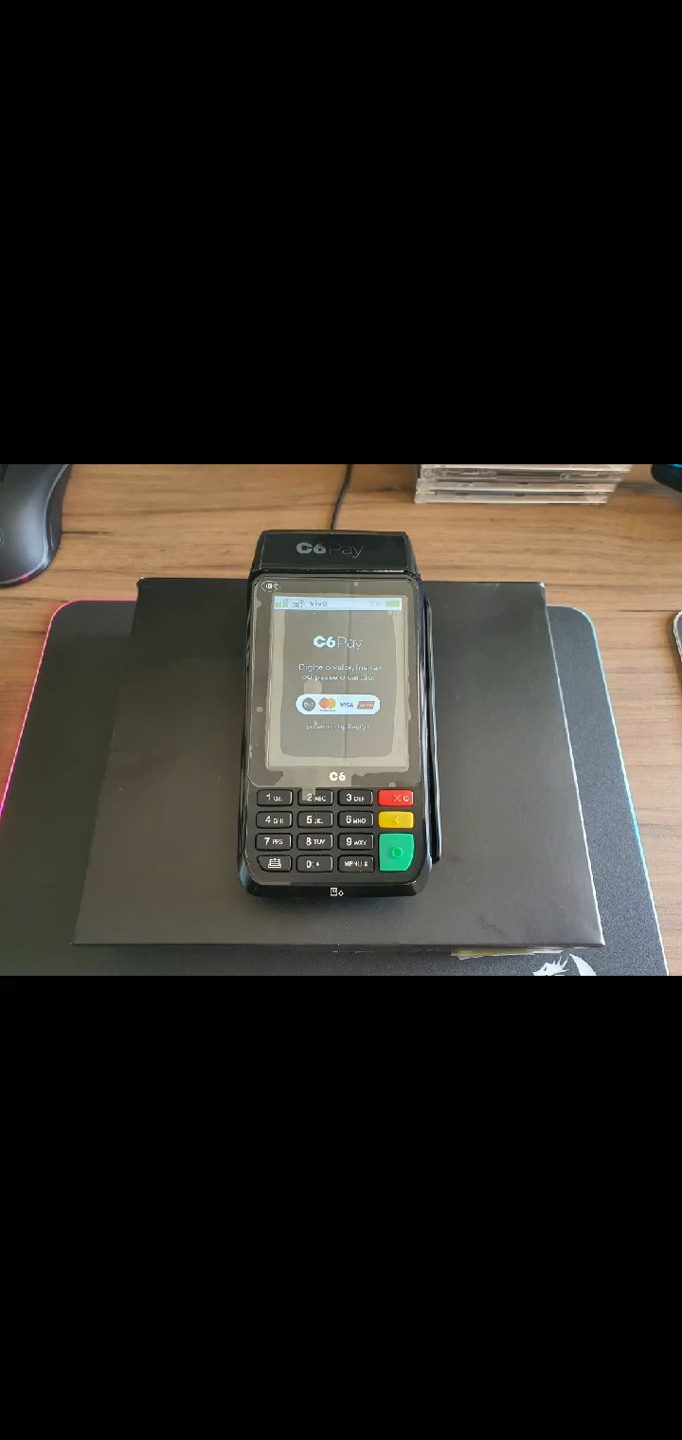 C6 Pay
vivo
C6 Pay
Digite o valor, insira
ou passe o cartão.
VISA
C6
1
2 ABC
3 DEF
4 GHI
5 JKL
6 MNO
7 PRS
8 TUV
9 WXY
0
MENU